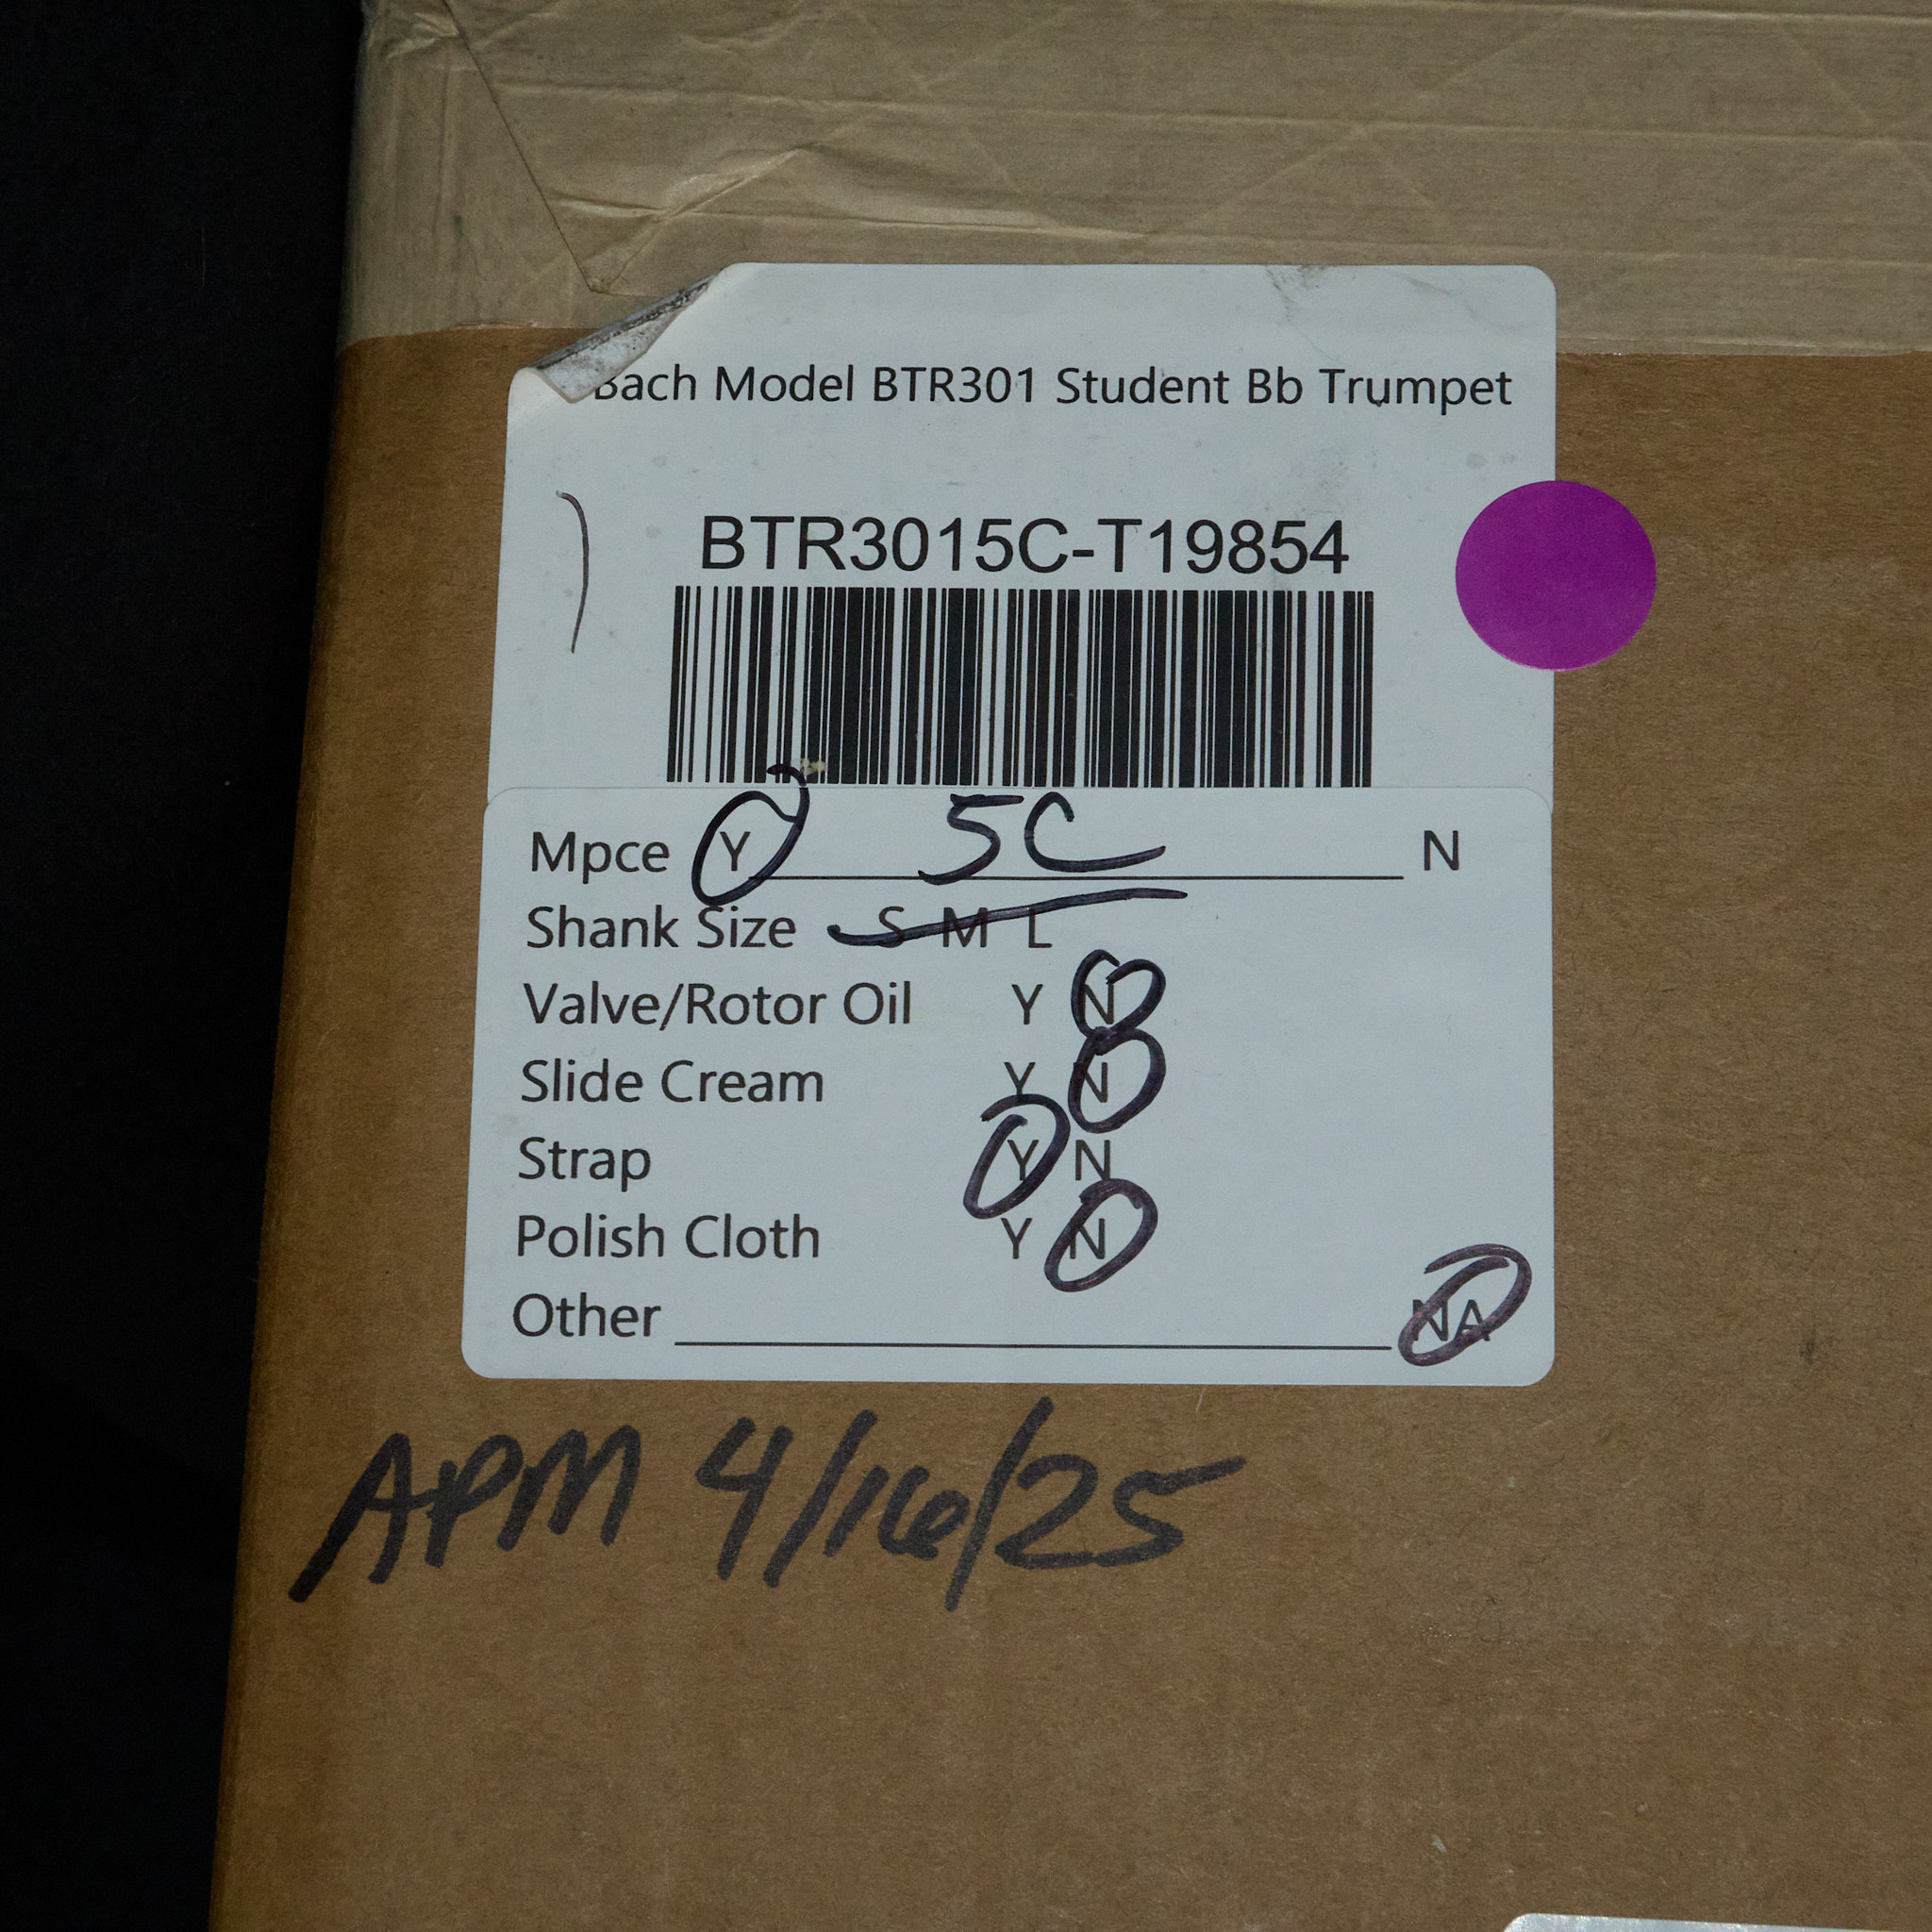 Bach Model BTR301 Student Bb Trumpet
BTR3015C-T19854
Mpce Y 5C N
Shank Size S M L
Valve/Rotor Oil Y N
Slide Cream Y N
Strap Y N
Polish Cloth Y N
Other NA
APM 4/16/25